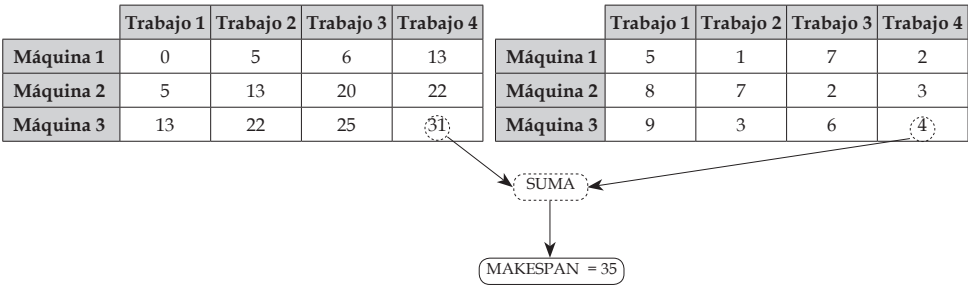 Trabajo 1 Trabajo 2 Trabajo 3 Trabajo 4
Máquina 1 0 5 6 13
Máquina 2 5 13 20 22
Máquina 3 13 22 25 31
Trabajo 1 Trabajo 2 Trabajo 3 Trabajo 4
Máquina 1 5 1 7 2
Máquina 2 8 7 2 3
Máquina 3 9 3 6 4
SUMA
MAKESPAN = 35